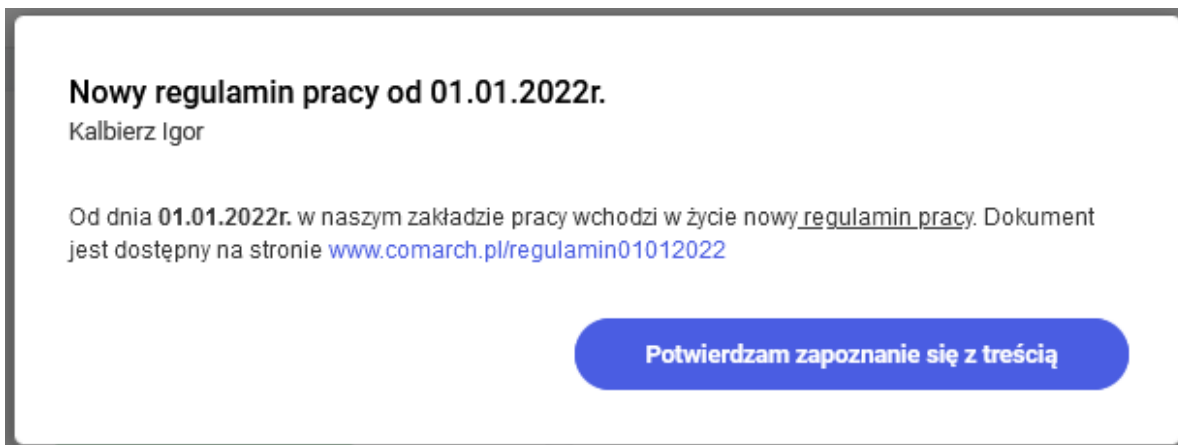 Nowy regulamin pracy od 01.01.2022r.
Kalbierz Igor
Od dnia 01.01.2022r. w naszym zakładzie pracy wchodzi w życie nowy regulamin pracy. Dokument
jest dostępny na stronie www.comarch.pl/regulamin01012022
Potwierdzam zapoznanie się z treścią